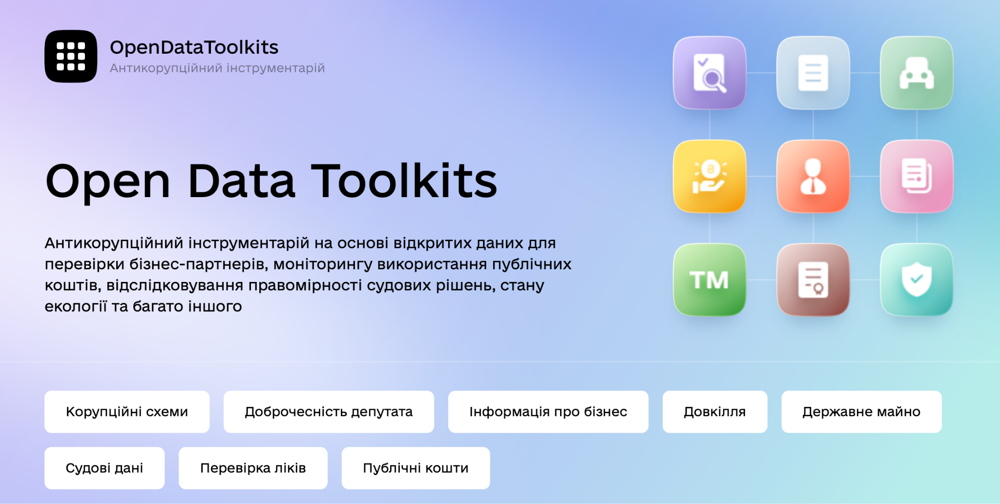 OpenDataToolkits
Антикорупційний інструментарій
Open Data Toolkits
Антикорупційний інструментарій на основі відкритих даних для
перевірки бізнес-партнерів, моніторингу використання публічних
коштів, відслідковування правомірності судових рішень, стану
екології та багато іншого
₴
TM
Корупційні схеми
Доброчесність депутата
Інформація про бізнес
Довкілля
Державне майно
Судові дані
Перевірка ліків
Публічні кошти